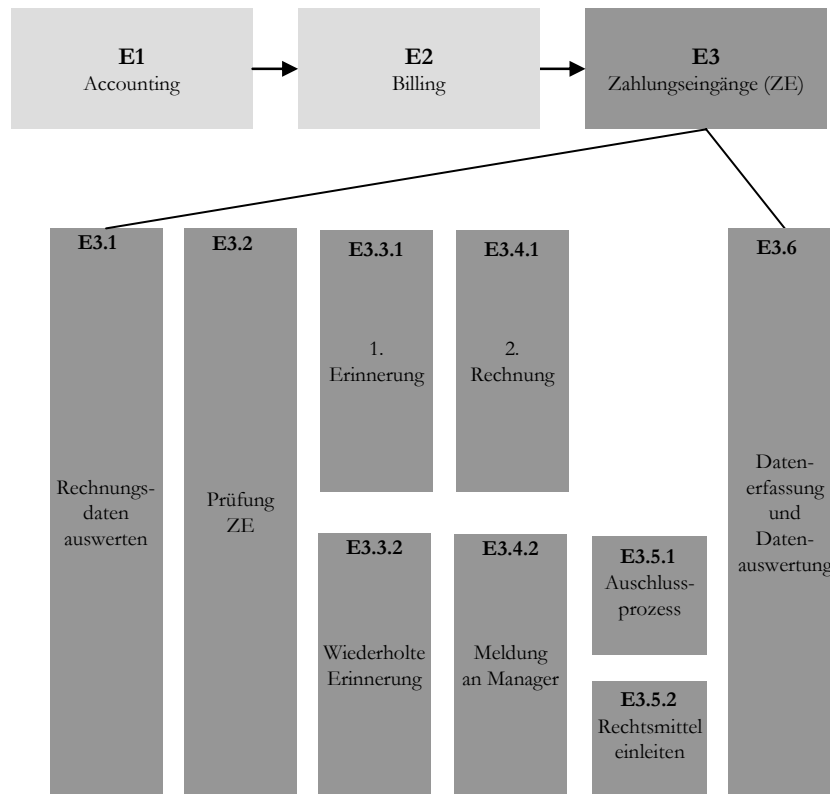 E1
Accounting
E2
Billing
E3
Zahlungseingänge (ZE)
E3.1
Rechnungs-
daten
auswerten
E3.2
Prüfung
ZE
E3.3.1
1.
Erinnerung
E3.4.1
2.
Rechnung
E3.3.2
Wiederholte
Erinnerung
E3.4.2
Meldung
an Manager
E3.5.1
Auschluss-
prozess
E3.5.2
Rechtsmittel
einleiten
E3.6
Daten-
erfassung
und
Daten-
auswertung